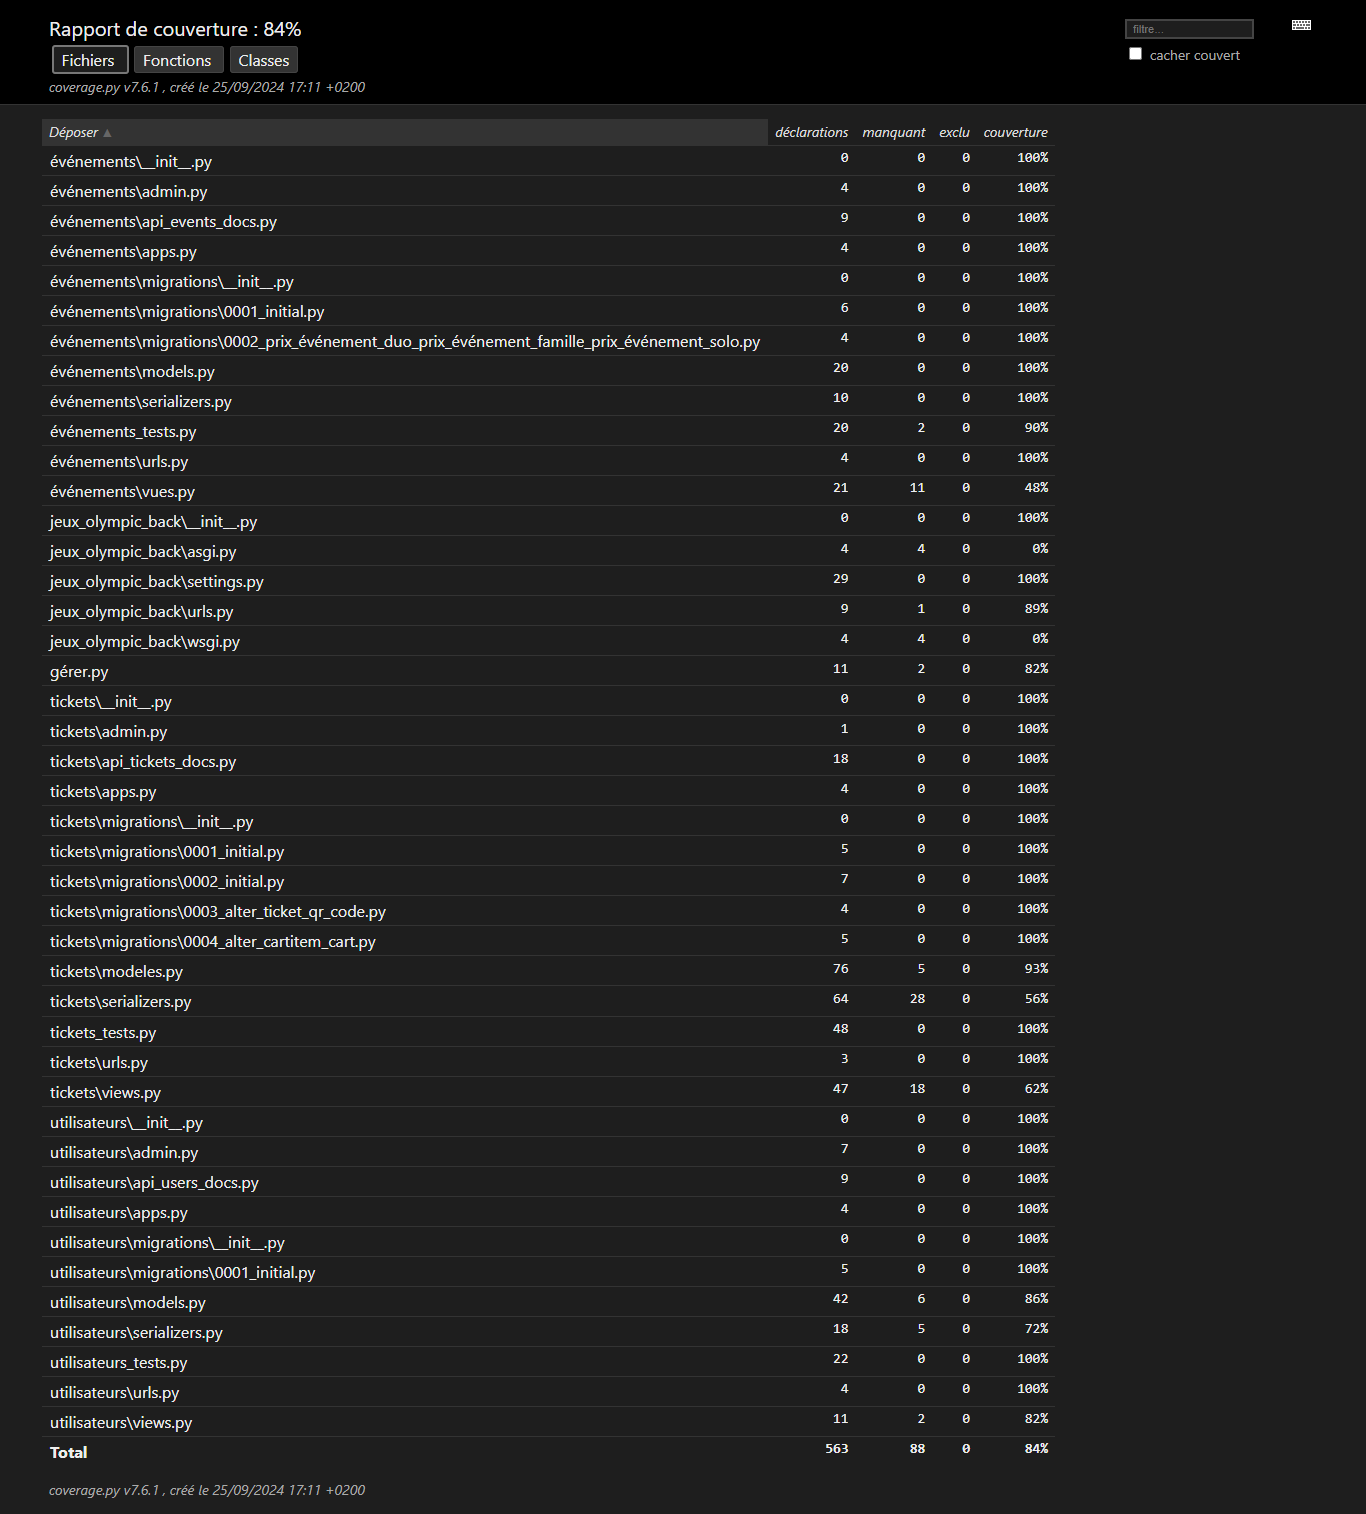 Rapport de couverture : 84%
filtre...
cacher couvert
Fichiers Fonctions Classes
coverage.py v7.6.1 , créé le 25/09/2024 17:11 +0200
Déposer ▲ déclarations manquant exclu couverture
événements\__init__.py 0 0 0 100%
événements\admin.py 4 0 0 100%
événements\api_events_docs.py 9 0 0 100%
événements\apps.py 4 0 0 100%
événements\migrations\__init__.py 0 0 0 100%
événements\migrations\0001_initial.py 6 0 0 100%
événements\migrations\0002_prix_événement_duo_prix_événement_famille_prix_événement_solo.py 4 0 0 100%
événements\models.py 20 0 0 100%
événements\serializers.py 10 0 0 100%
événements_tests.py 20 2 0 90%
événements\urls.py 4 0 0 100%
événements\vues.py 21 11 0 48%
jeux_olympic_back\__init__.py 0 0 0 100%
jeux_olympic_back\asgi.py 4 4 0 0%
jeux_olympic_back\settings.py 29 0 0 100%
jeux_olympic_back\urls.py 9 1 0 89%
jeux_olympic_back\wsgi.py 4 4 0 0%
gérer.py 11 2 0 82%
tickets\__init__.py 0 0 0 100%
tickets\admin.py 1 0 0 100%
tickets\api_tickets_docs.py 18 0 0 100%
tickets\apps.py 4 0 0 100%
tickets\migrations\__init__.py 0 0 0 100%
tickets\migrations\0001_initial.py 5 0 0 100%
tickets\migrations\0002_initial.py 7 0 0 100%
tickets\migrations\0003_alter_ticket_qr_code.py 4 0 0 100%
tickets\migrations\0004_alter_cartitem_cart.py 5 0 0 100%
tickets\modeles.py 76 5 0 93%
tickets\serializers.py 64 28 0 56%
tickets_tests.py 48 0 0 100%
tickets\urls.py 3 0 0 100%
tickets\views.py 47 18 0 62%
utilisateurs\__init__.py 0 0 0 100%
utilisateurs\admin.py 7 0 0 100%
utilisateurs\api_users_docs.py 9 0 0 100%
utilisateurs\apps.py 4 0 0 100%
utilisateurs\migrations\__init__.py 0 0 0 100%
utilisateurs\migrations\0001_initial.py 5 0 0 100%
utilisateurs\models.py 42 6 0 86%
utilisateurs\serializers.py 18 5 0 72%
utilisateurs_tests.py 22 0 0 100%
utilisateurs\urls.py 4 0 0 100%
utilisateurs\views.py 11 2 0 82%
Total 563 88 0 84%
coverage.py v7.6.1 , créé le 25/09/2024 17:11 +0200